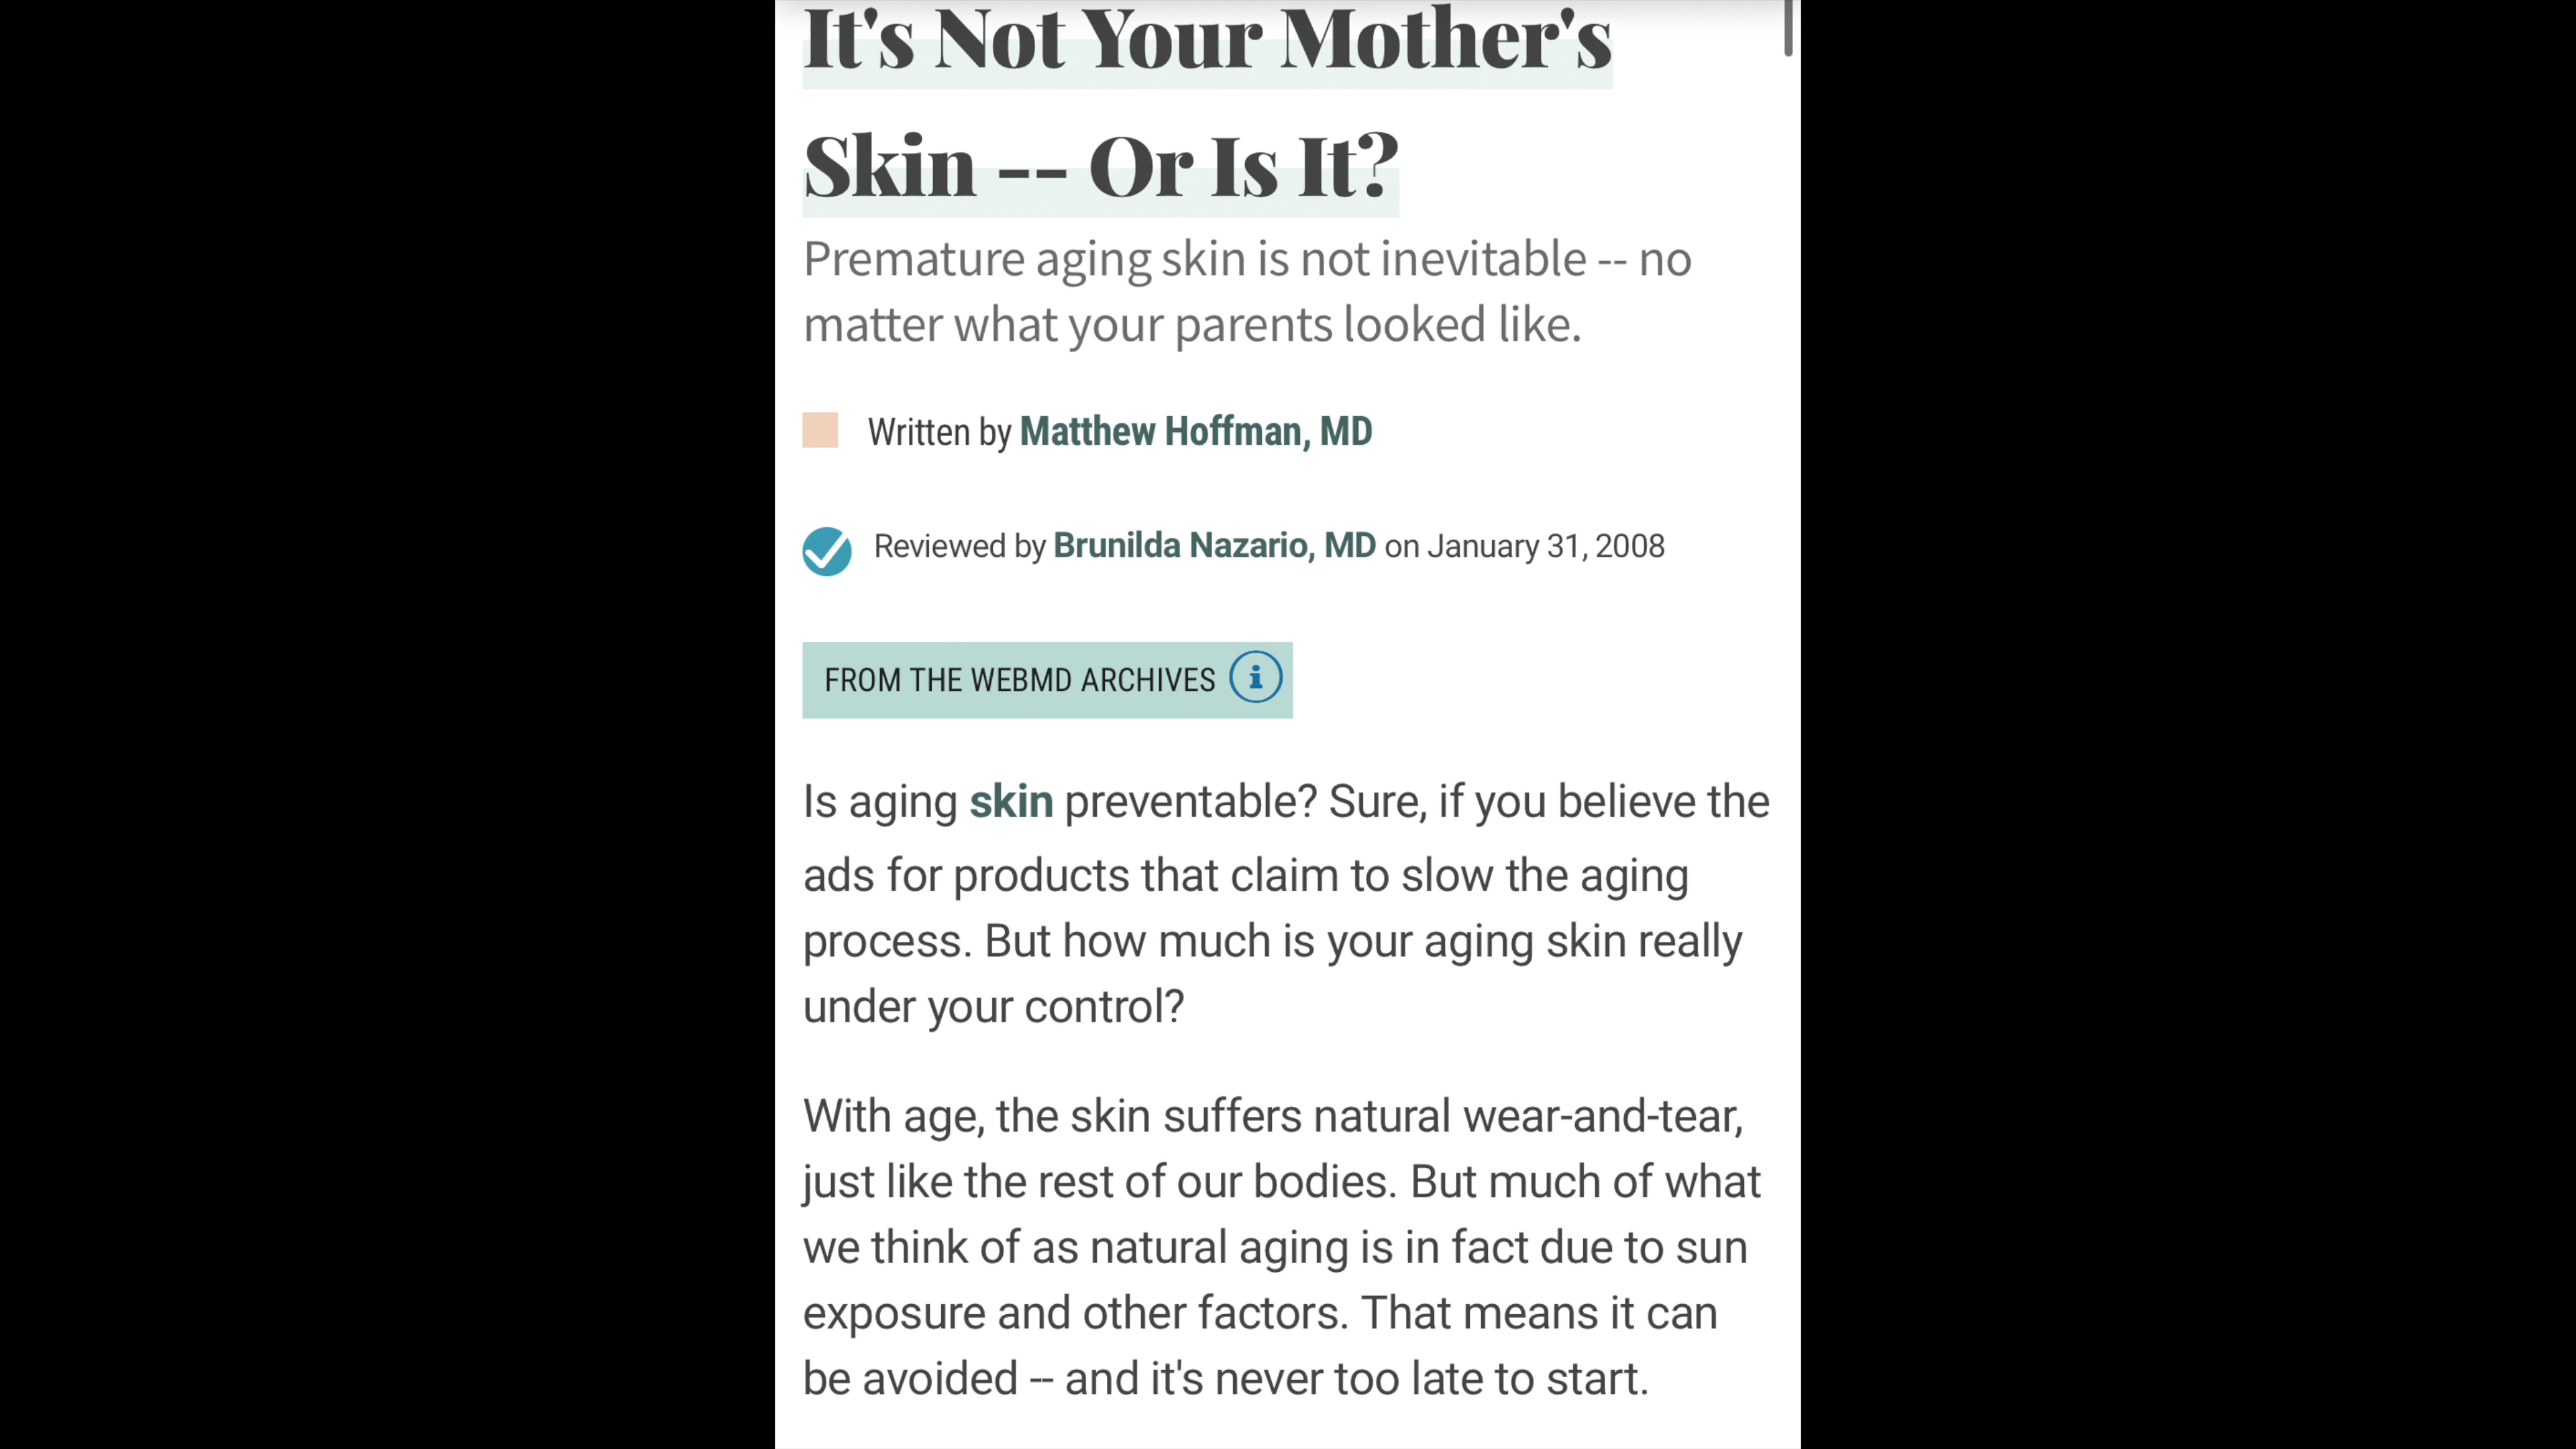 It's Not Your Mother's
Skin -- Or Is It?
Premature aging skin is not inevitable -- no
matter what your parents looked like.
Written by Matthew Hoffman, MD
Reviewed by Brunilda Nazario, MD on January 31, 2008
FROM THE WEBMD ARCHIVES
Is aging skin preventable? Sure, if you believe the
ads for products that claim to slow the aging
process. But how much is your aging skin really
under your control?
With age, the skin suffers natural wear-and-tear,
just like the rest of our bodies. But much of what
we think of as natural aging is in fact due to sun
exposure and other factors. That means it can
be avoided -- and it's never too late to start.